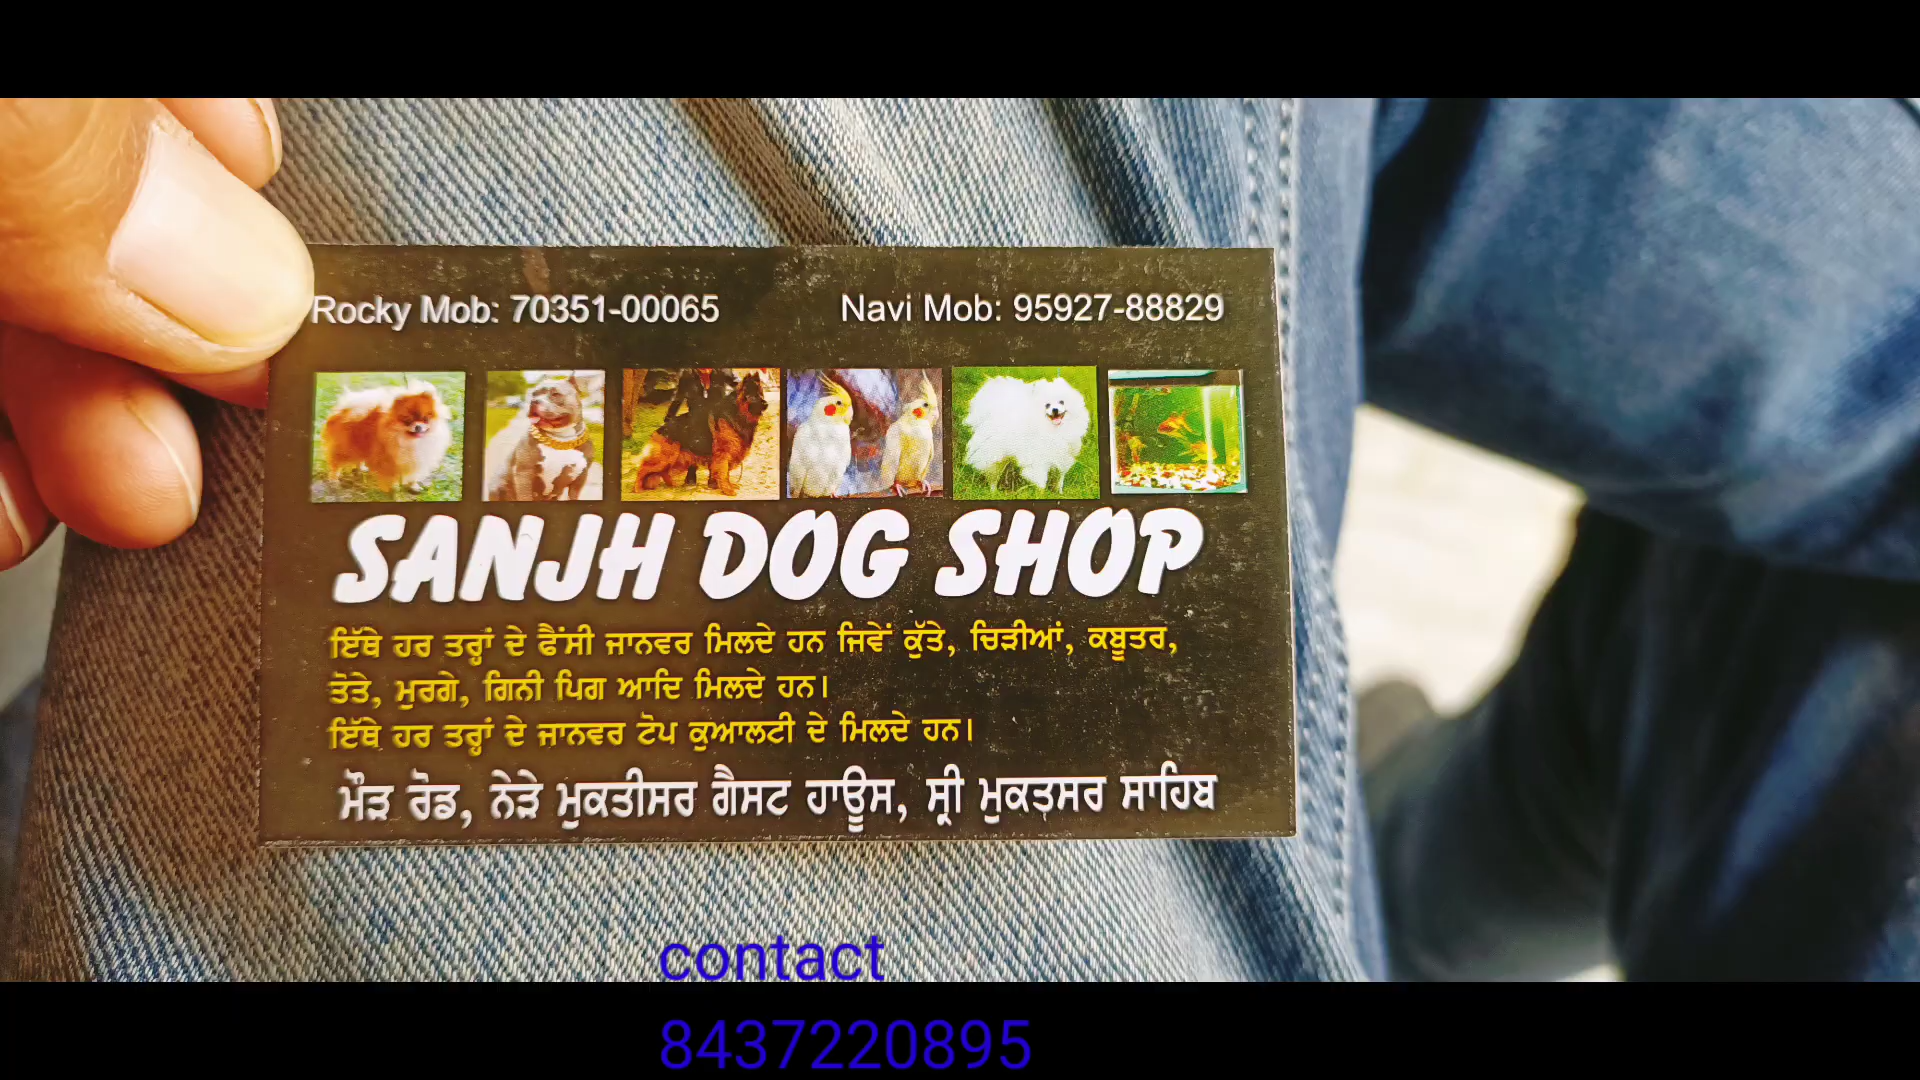 Rocky Mob: 70351-00065 Navi Mob: 95927-88829
SANJH DOG SHOP
ਇੱਥੇ ਹਰ ਤਰ੍ਹਾਂ ਦੇ ਫੈਂਸੀ ਜਾਨਵਰ ਮਿਲਦੇ ਹਨ ਜਿਵੇਂ ਕੁੱਤੇ, ਚਿੜੀਆਂ, ਕਬੂਤਰ,
ਤੋਤੇ, ਮੁਰਗੇ, ਗਿਨੀ ਪਿਗ ਆਦਿ ਮਿਲਦੇ ਹਨ।
ਇੱਥੇ ਹਰ ਤਰ੍ਹਾਂ ਦੇ ਜਾਨਵਰ ਟੋਪ ਕੁਆਲਟੀ ਦੇ ਮਿਲਦੇ ਹਨ।
ਮੌੜ ਰੋਡ, ਨੇੜੇ ਮੁਕਤੀਸਰ ਗੈਸਟ ਹਾਊਸ, ਸ੍ਰੀ ਮੁਕਤਸਰ ਸਾਹਿਬ
contact
8437220895